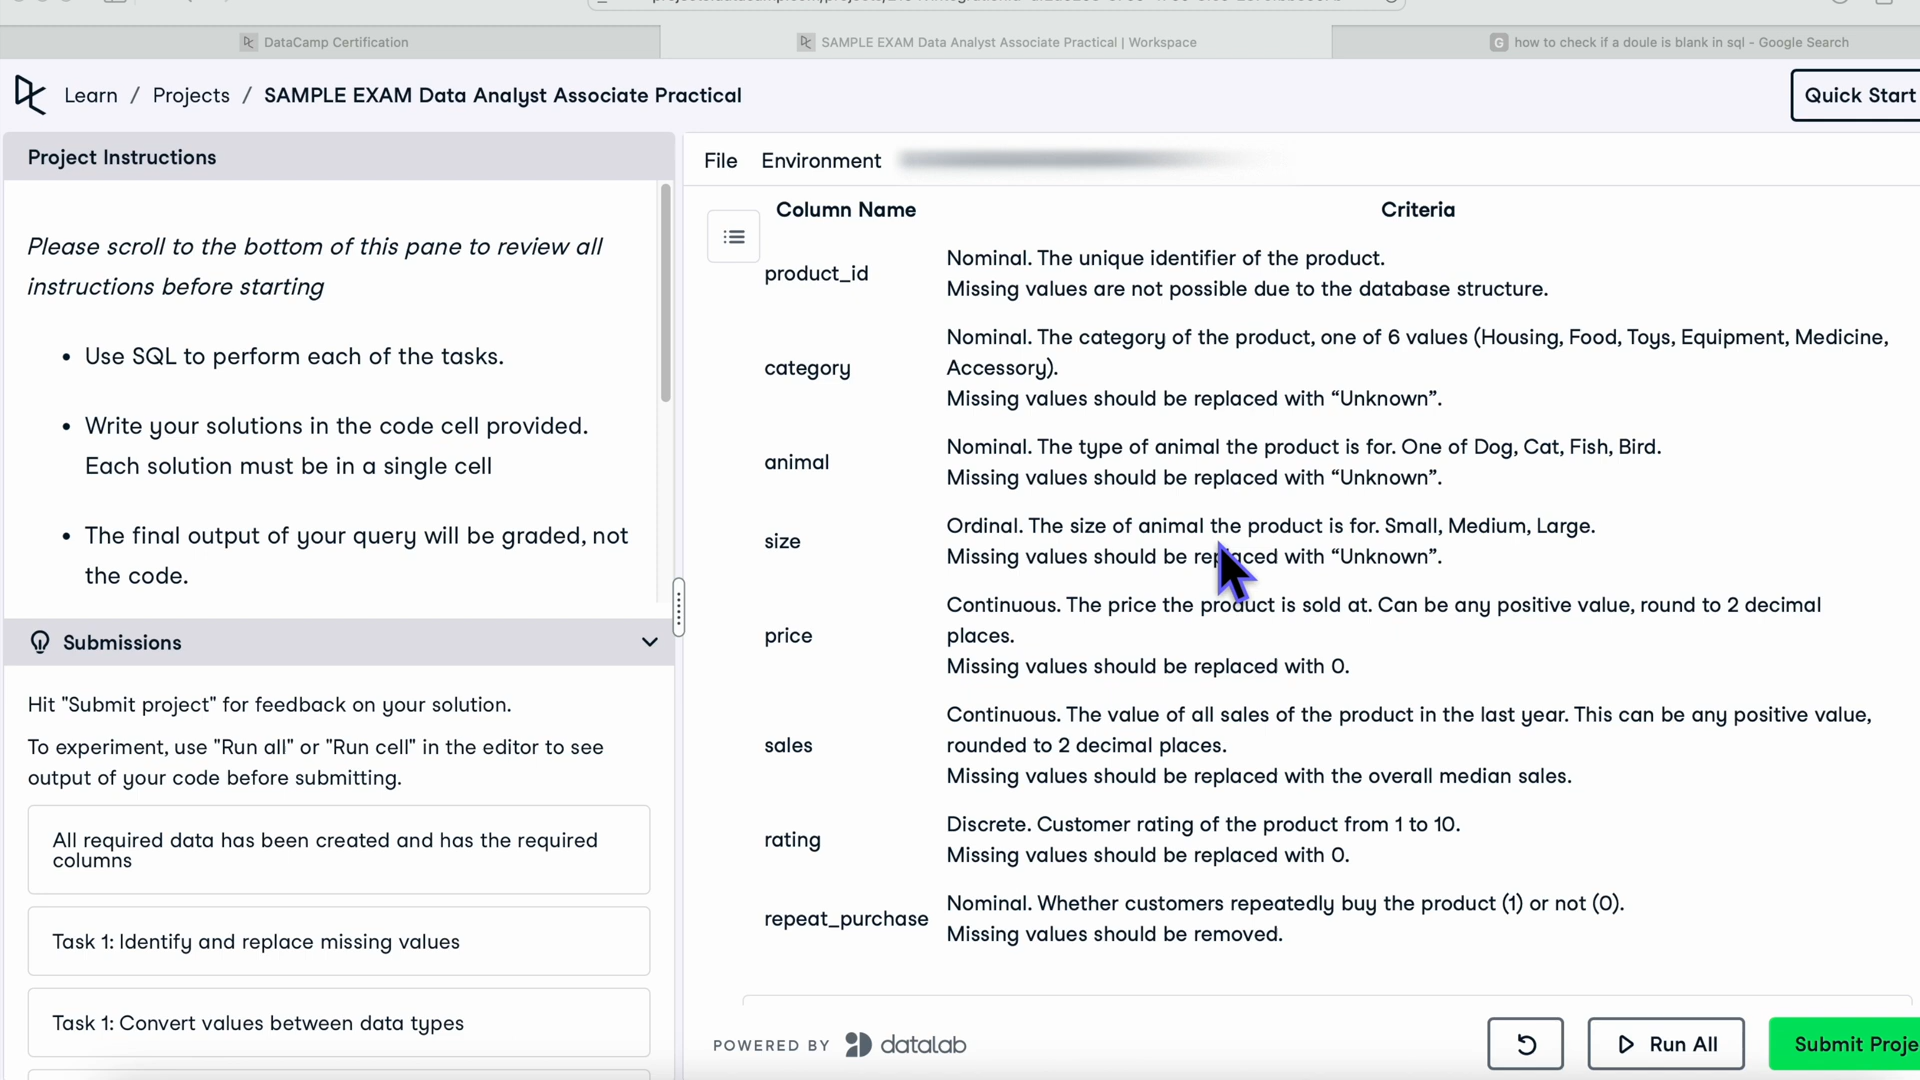 DataCamp Certification
SAMPLE EXAM Data Analyst Associate Practical | Workspace
G how to check if a doule is blank in sql - Google Search
Learn / Projects / SAMPLE EXAM Data Analyst Associate Practical
Quick Start
Project Instructions
Please scroll to the bottom of this pane to review all
instructions before starting
• Use SQL to perform each of the tasks.
• Write your solutions in the code cell provided.
Each solution must be in a single cell
• The final output of your query will be graded, not
the code.
Submissions
Hit "Submit project" for feedback on your solution.
To experiment, use "Run all" or "Run cell" in the editor to see
output of your code before submitting.
All required data has been created and has the required
columns
Task 1: Identify and replace missing values
Task 1: Convert values between data types
File Environment
Column Name Criteria
product_id
Nominal. The unique identifier of the product.
Missing values are not possible due to the database structure.
category
Nominal. The category of the product, one of 6 values (Housing, Food, Toys, Equipment, Medicine,
Accessory).
Missing values should be replaced with “Unknown”.
animal
Nominal. The type of animal the product is for. One of Dog, Cat, Fish, Bird.
Missing values should be replaced with “Unknown”.
size
Ordinal. The size of animal the product is for. Small, Medium, Large.
Missing values should be replaced with “Unknown”.
price
Continuous. The price the product is sold at. Can be any positive value, round to 2 decimal
places.
Missing values should be replaced with 0.
sales
Continuous. The value of all sales of the product in the last year. This can be any positive value,
rounded to 2 decimal places.
Missing values should be replaced with the overall median sales.
rating
Discrete. Customer rating of the product from 1 to 10.
Missing values should be replaced with 0.
repeat_purchase
Nominal. Whether customers repeatedly buy the product (1) or not (0).
Missing values should be removed.
POWERED BY datalab
Run All
Submit Proje